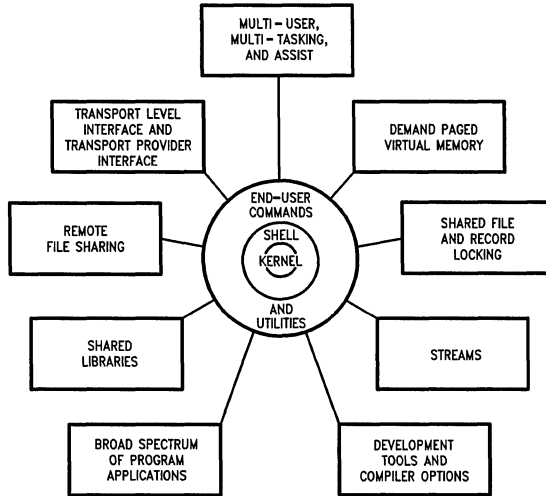 MULTI-USER,
MULTI-TASKING,
AND ASSIST
TRANSPORT LEVEL
INTERFACE AND
TRANSPORT PROVIDER
INTERFACE
DEMAND PAGED
VIRTUAL MEMORY
END-USER
COMMANDS
SHELL
KERNEL
AND
UTILITIES
REMOTE
FILE SHARING
SHARED FILE
AND RECORD
LOCKING
SHARED
LIBRARIES
STREAMS
BROAD SPECTRUM
OF PROGRAM
APPLICATIONS
DEVELOPMENT
TOOLS AND
COMPILER OPTIONS